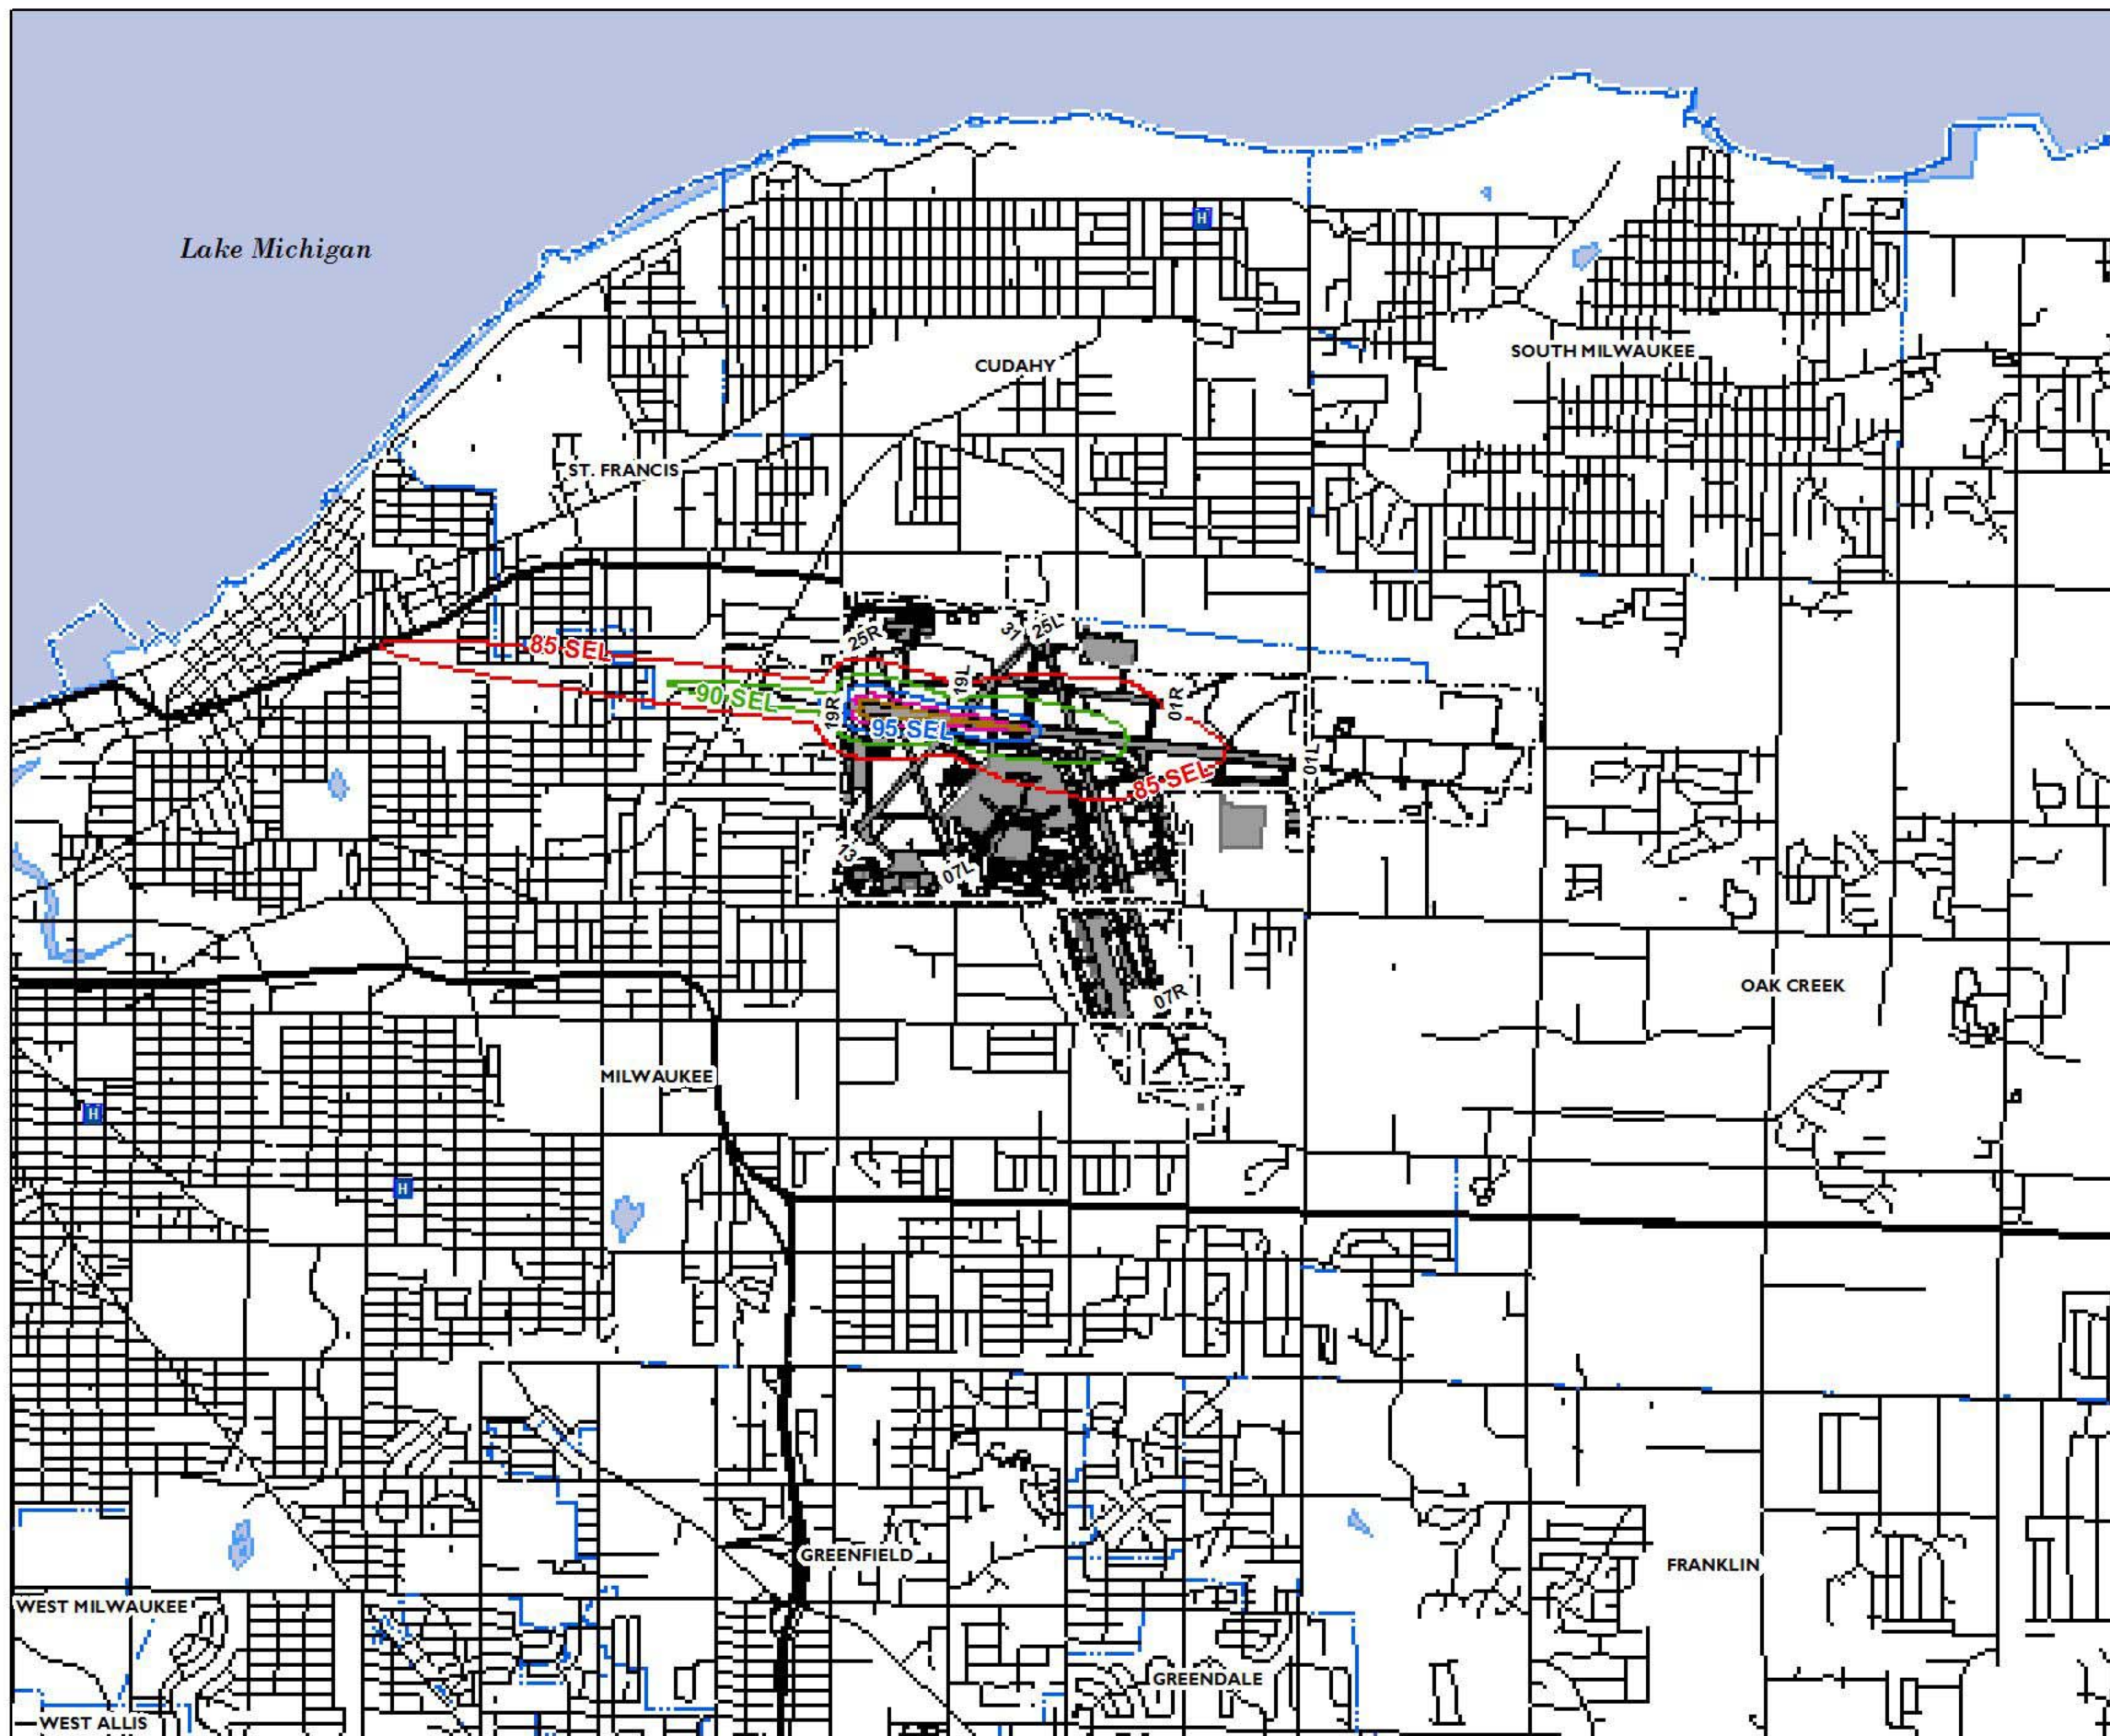 H
Lake Michigan
SOUTH MILWAUKEE
CUDAHY
ST. FRANCIS
25R
31
25L
85 SEL
19L
90 SEL
19R
01R
95 SEL
01L
85 SEL
13
07L
OAK CREEK
07R
MILWAUKEE
H
H
GREENFIELD
FRANKLIN
WEST MILWAUKEE
GREENDALE
WEST ALLIS